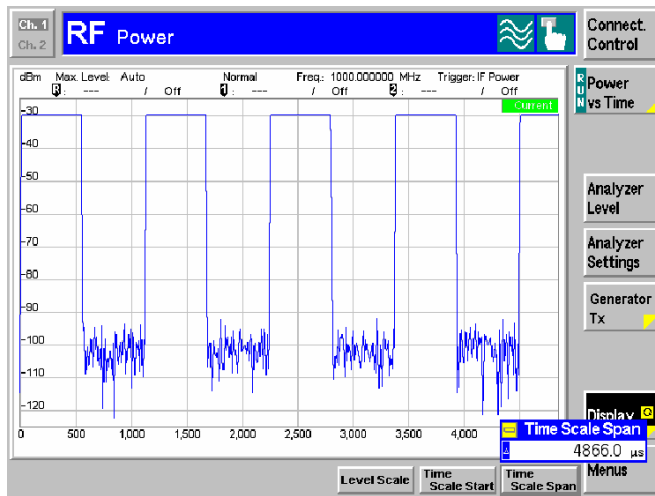 Ch. 1
Ch. 2
RF Power
Connect. Control
dBm Max. Level: Auto Normal Freq.: 1000.000000 MHz Trigger: IF Power
--- / Off --- / Off --- / Off
Current
RUN
Power vs Time
-30
-40
-50
-60
-70
-80
-90
-100
-110
-120
0 500 1,000 1,500 2,000 2,500 3,000 3,500 4,000
Analyzer Level
Analyzer Settings
Generator Tx
Display
Time Scale Span
4866.0 µs
Menus
Level Scale
Time Scale Start
Time Scale Span